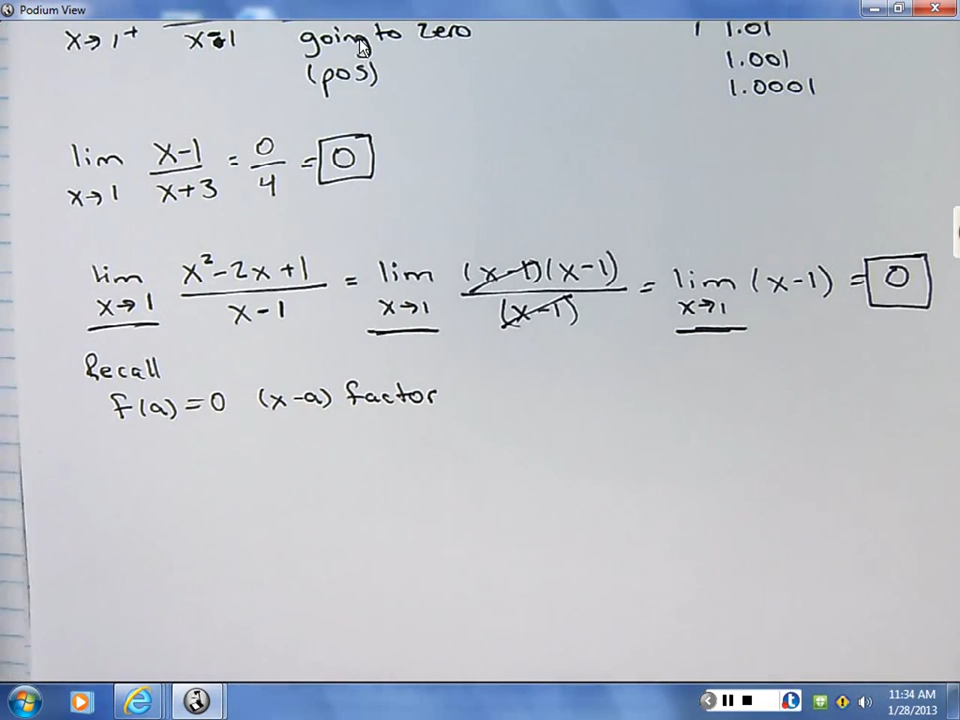 Podium View
x→1⁺ x-1 going to zero 1 1.01
(pos) 1.001
1.0001
lim x→1 (x-1)/(x+3) = 0/4 = 0
lim x→1 (x²-2x+1)/(x-1) = lim x→1 (x-1)(x-1)/(x-1) = lim x→1 (x-1) = 0
Recall
f(a)=0 (x-a) factor
11:34 AM
1/28/2013